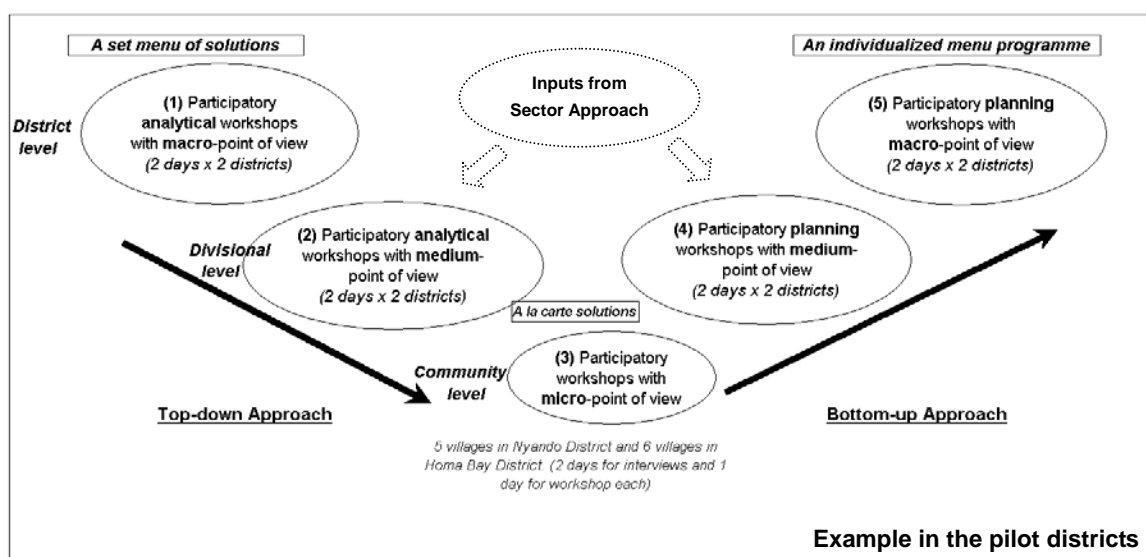 A set menu of solutions
An individualized menu programme
Inputs from
Sector Approach
District
level
(1) Participatory
analytical workshops
with macro-point of view
(2 days x 2 districts)
(5) Participatory planning
workshops with
macro-point of view
(2 days x 2 districts)
Divisional
level
(2) Participatory analytical
workshops with medium-
point of view
(2 days x 2 districts)
(4) Participatory planning
workshops with medium-
point of view
(2 days x 2 districts)
A la carte solutions
Community
level
(3) Participatory
workshops with
micro-point of view
Top-down Approach
Bottom-up Approach
5 villages in Nyando District and 6 villages in
Homa Bay District. (2 days for interviews and 1
day for workshop each)
Example in the pilot districts